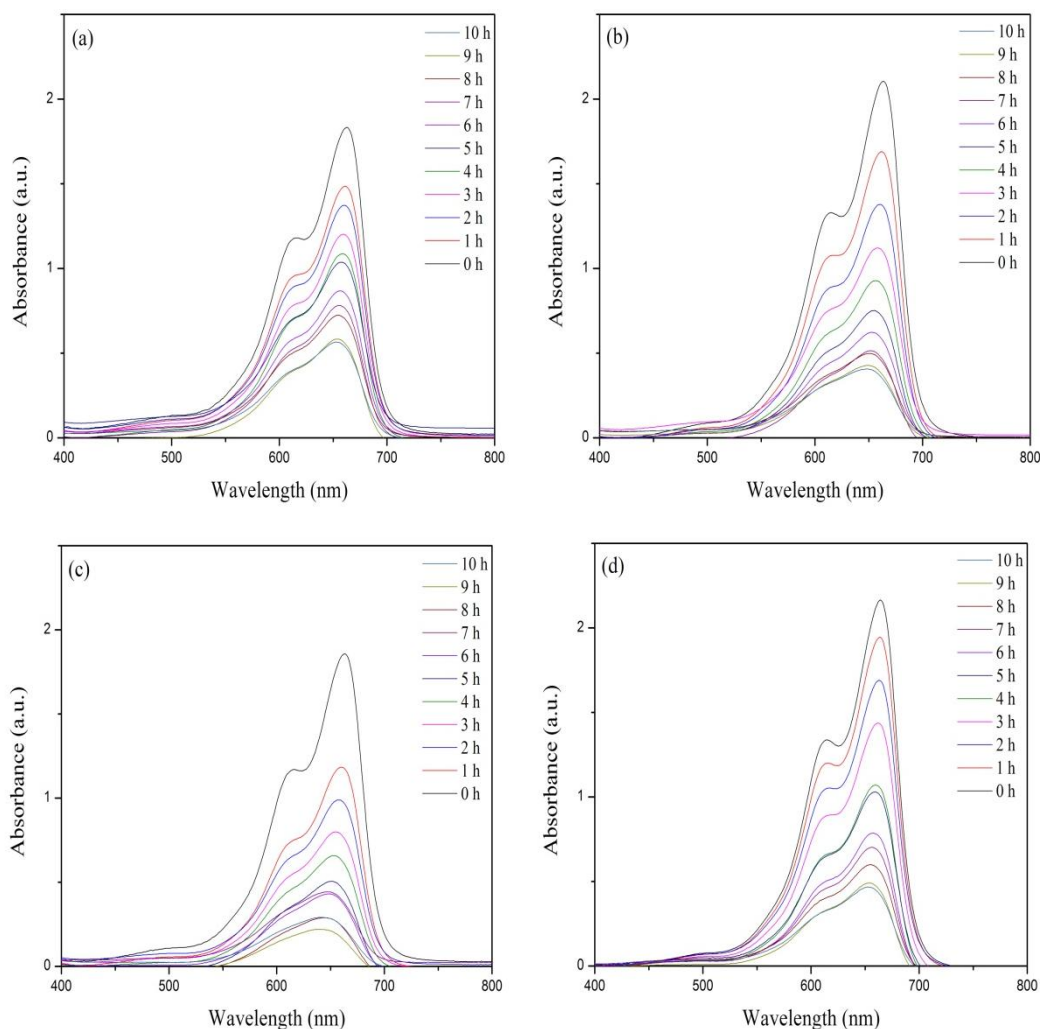 (a)
10 h
9 h
8 h
7 h
6 h
5 h
4 h
3 h
2 h
1 h
0 h
2
1
0
400
500
600
700
800
Absorbance (a.u.)
Wavelength (nm)
(b)
10 h
9 h
8 h
7 h
6 h
5 h
4 h
3 h
2 h
1 h
0 h
2
1
0
400
500
600
700
800
Absorbance (a.u.)
Wavelength (nm)
(c)
10 h
9 h
8 h
7 h
6 h
5 h
4 h
3 h
2 h
1 h
0 h
2
1
0
400
500
600
700
800
Absorbance (a.u.)
Wavelength (nm)
(d)
10 h
9 h
8 h
7 h
6 h
5 h
4 h
3 h
2 h
1 h
0 h
2
1
0
400
500
600
700
800
Absorbance (a.u.)
Wavelength (nm)